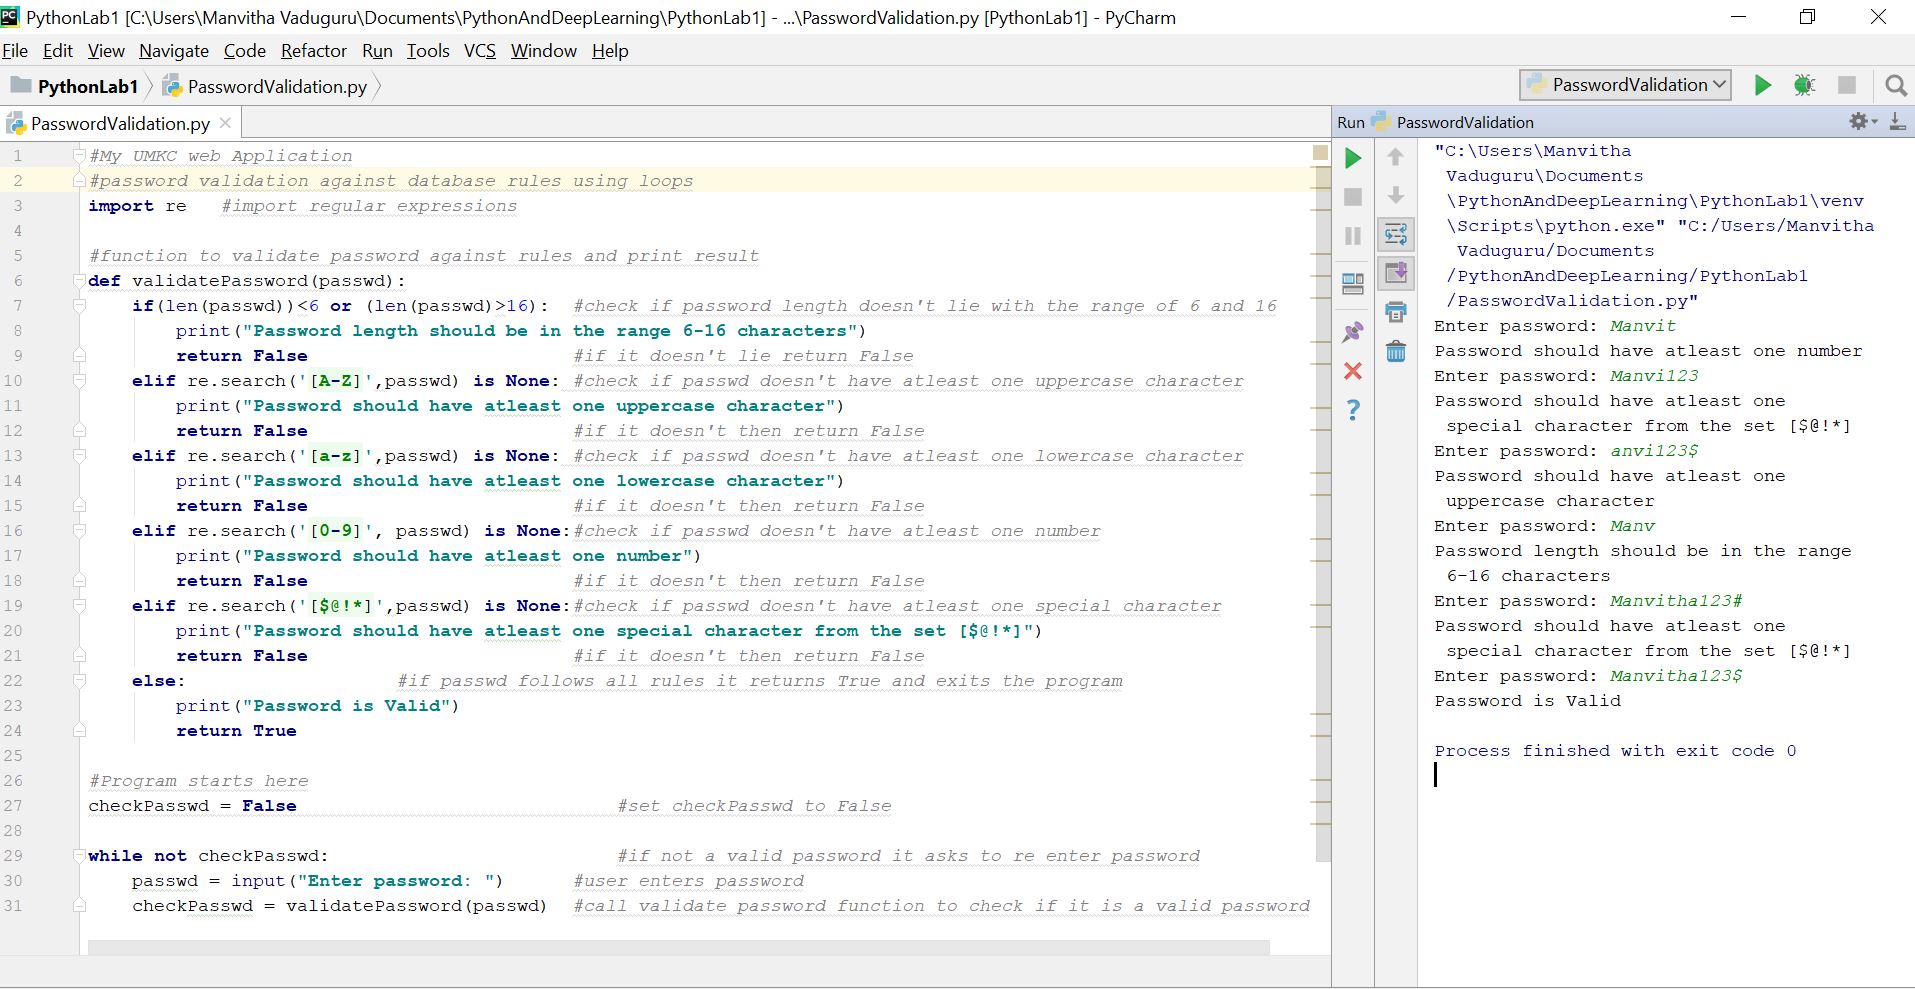 PythonLab1 [C:\Users\Manvitha Vaduguru\Documents\PythonAndDeepLearning\PythonLab1] - ...\PasswordValidation.py [PythonLab1] - PyCharm
File Edit View Navigate Code Refactor Run Tools VCS Window Help
PythonLab1 PasswordValidation.py PasswordValidation
PasswordValidation.py
1 #My UMKC web Application
2 #password validation against database rules using loops
3 import re   #import regular expressions
4
5 #function to validate password against rules and print result
6 def validatePassword(passwd):
7     if(len(passwd))<6 or (len(passwd)>16):  #check if password length doesn't lie with the range of 6 and 16
8         print("Password length should be in the range 6-16 characters")
9         return False                        #if it doesn't lie return False
10     elif re.search('[A-Z]',passwd) is None: #check if passwd doesn't have atleast one uppercase character
11         print("Password should have atleast one uppercase character")
12         return False                        #if it doesn't then return False
13     elif re.search('[a-z]',passwd) is None: #check if passwd doesn't have atleast one lowercase character
14         print("Password should have atleast one lowercase character")
15         return False                        #if it doesn't then return False
16     elif re.search('[0-9]', passwd) is None:#check if passwd doesn't have atleast one number
17         print("Password should have atleast one number")
18         return False                        #if it doesn't then return False
19     elif re.search('[$@!*]',passwd) is None:#check if passwd doesn't have atleast one special character
20         print("Password should have atleast one special character from the set [$@!*]")
21         return False                        #if it doesn't then return False
22     else:                   #if passwd follows all rules it returns True and exits the program
23         print("Password is Valid")
24         return True
25
26 #Program starts here
27 checkPasswd = False                             #set checkPasswd to False
28
29 while not checkPasswd:                          #if not a valid password it asks to re enter password
30     passwd = input("Enter password: ")      #user enters password
31     checkPasswd = validatePassword(passwd)  #call validate password function to check if it is a valid password
Run PasswordValidation
"C:\Users\Manvitha
Vaduguru\Documents
\PythonAndDeepLearning\PythonLab1\venv
\Scripts\python.exe" "C:/Users/Manvitha
Vaduguru/Documents
/PythonAndDeepLearning/PythonLab1
/PasswordValidation.py"
Enter password: Manvit
Password should have atleast one number
Enter password: Manvi123
Password should have atleast one
special character from the set [$@!*]
Enter password: anvi123$
Password should have atleast one
uppercase character
Enter password: Manv
Password length should be in the range
6-16 characters
Enter password: Manvitha123#
Password should have atleast one
special character from the set [$@!*]
Enter password: Manvitha123$
Password is Valid
Process finished with exit code 0